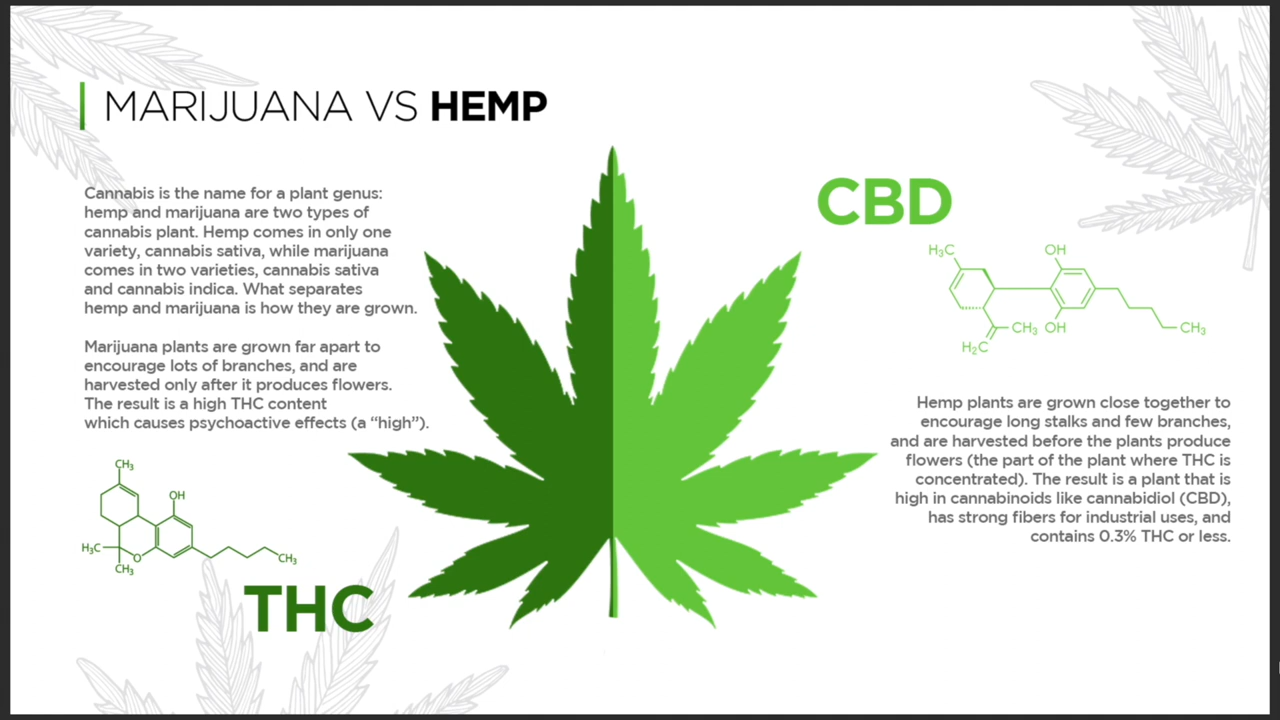 MARIJUANA VS HEMP
Cannabis is the name for a plant genus:
hemp and marijuana are two types of
cannabis plant. Hemp comes in only one
variety, cannabis sativa, while marijuana
comes in two varieties, cannabis sativa
and cannabis indica. What separates
hemp and marijuana is how they are grown.
Marijuana plants are grown far apart to
encourage lots of branches, and are
harvested only after it produces flowers.
The result is a high THC content
which causes psychoactive effects (a “high”).
CH₃
OH
H₃C
O
CH₃
CH₃
THC
CBD
H₃C
OH
CH₃
OH
CH₃
H₂C
Hemp plants are grown close together to
encourage long stalks and few branches,
and are harvested before the plants produce
flowers (the part of the plant where THC is
concentrated). The result is a plant that is
high in cannabinoids like cannabidiol (CBD),
has strong fibers for industrial uses, and
contains 0.3% THC or less.